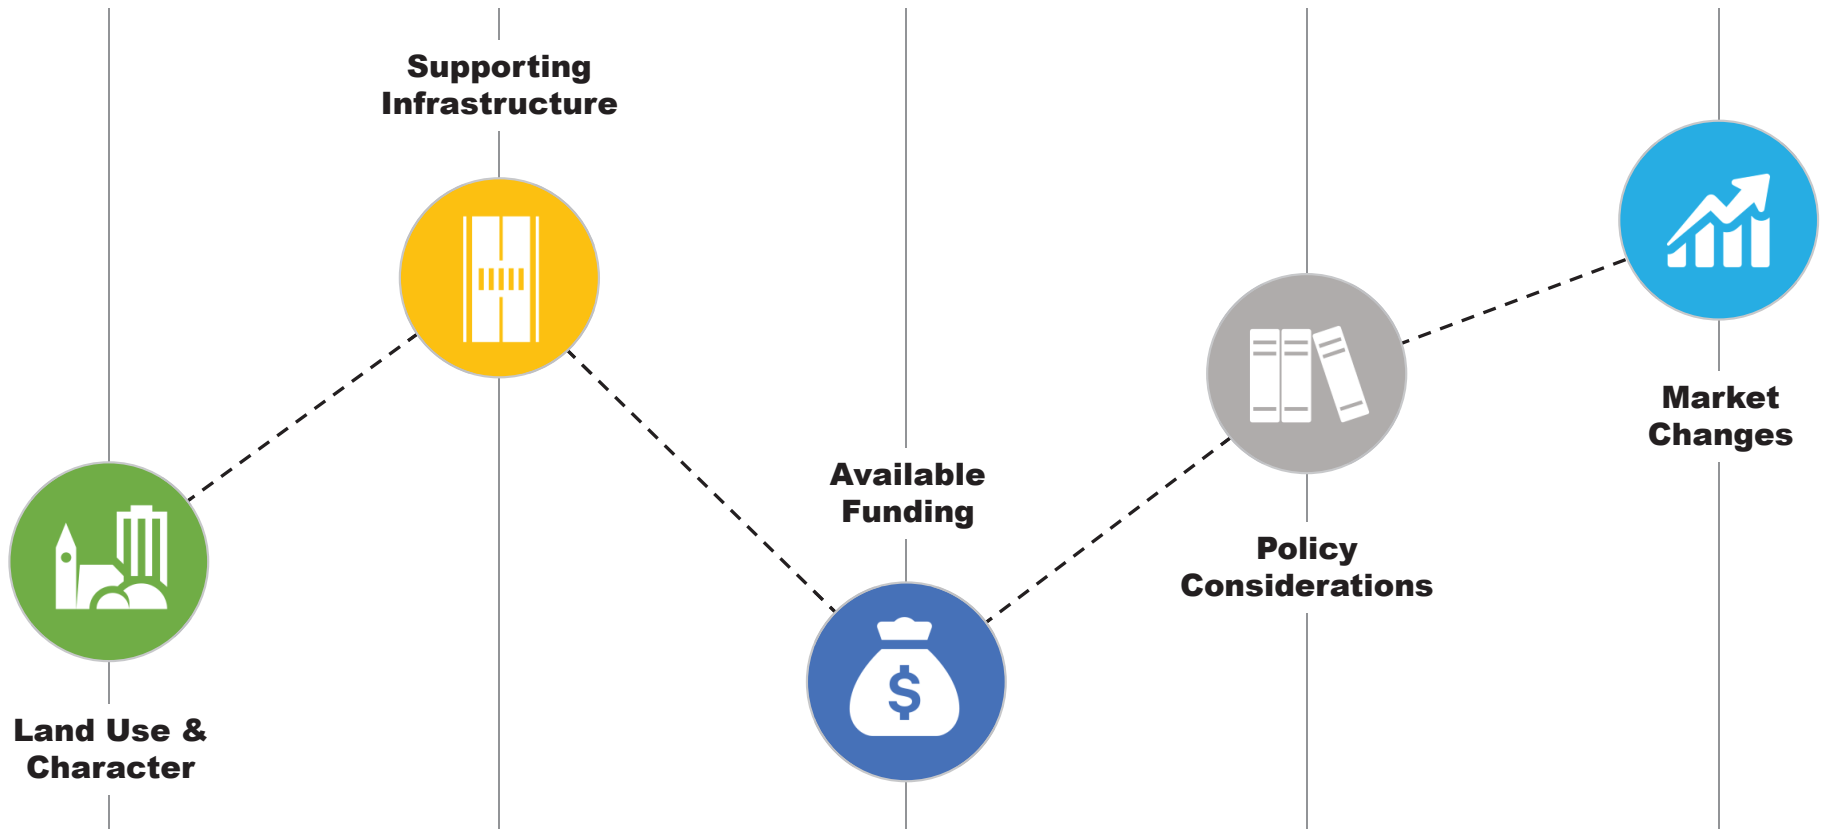 Supporting
Infrastructure
Land Use &
Character
Available
Funding
$
Policy
Considerations
Market
Changes